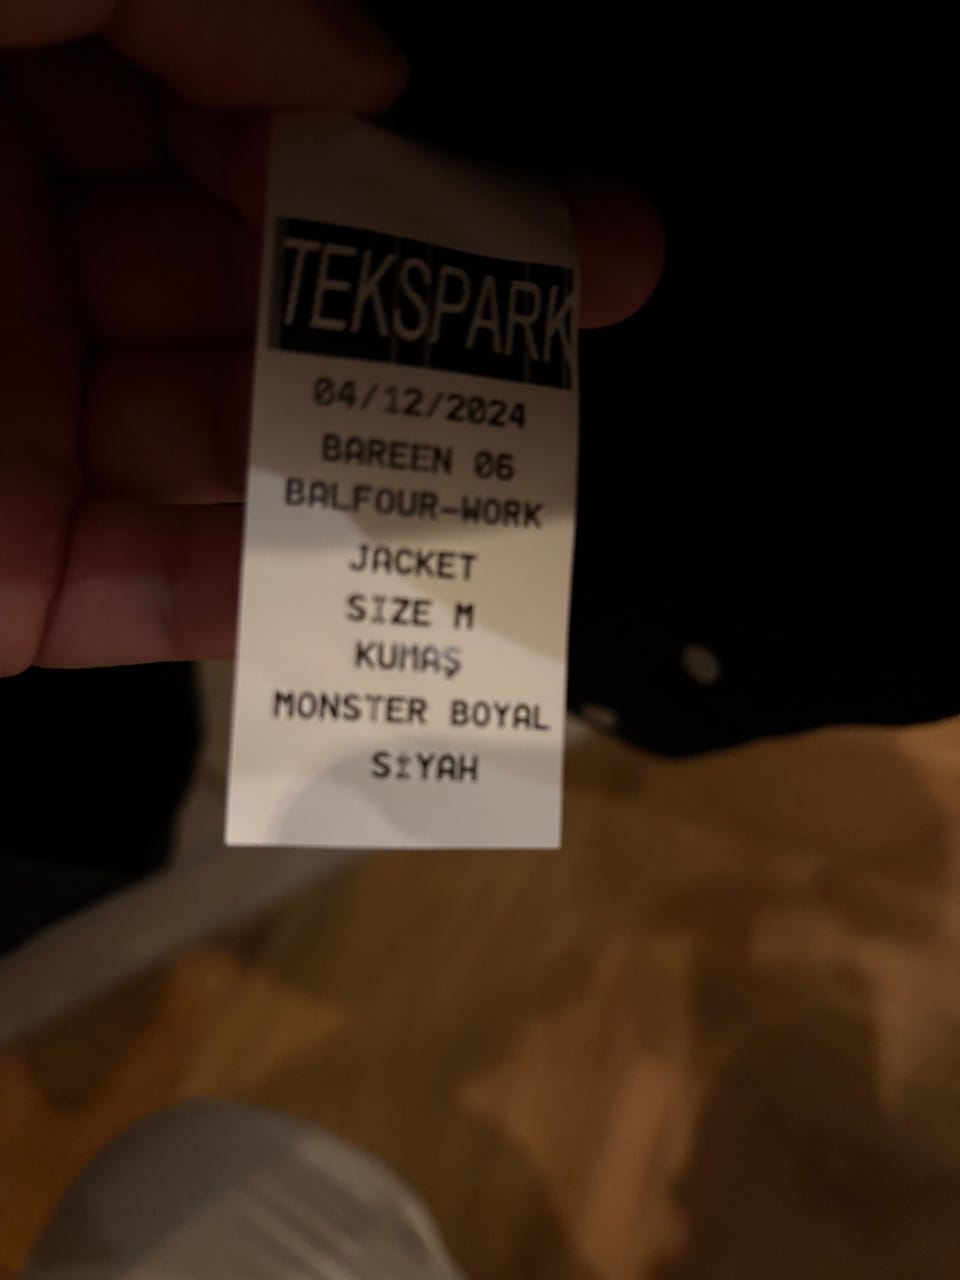 TEKSPARK
04/12/2024
BAREEN 06
BALFOUR-WORK
JACKET
SIZE M
KUMAŞ
MONSTER BOYAL
SİYAH